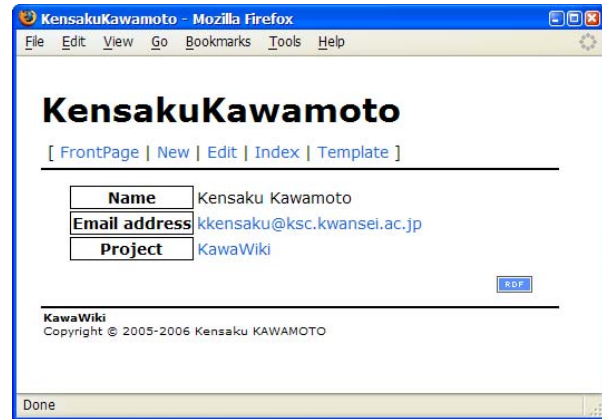 KensakuKawamoto - Mozilla Firefox
File Edit View Go Bookmarks Tools Help
KensakuKawamoto
[ FrontPage | New | Edit | Index | Template ]
Name Kensaku Kawamoto
Email address kkensaku@ksc.kwansei.ac.jp
Project KawaWiki
RDF
KawaWiki
Copyright © 2005-2006 Kensaku KAWAMOTO
Done